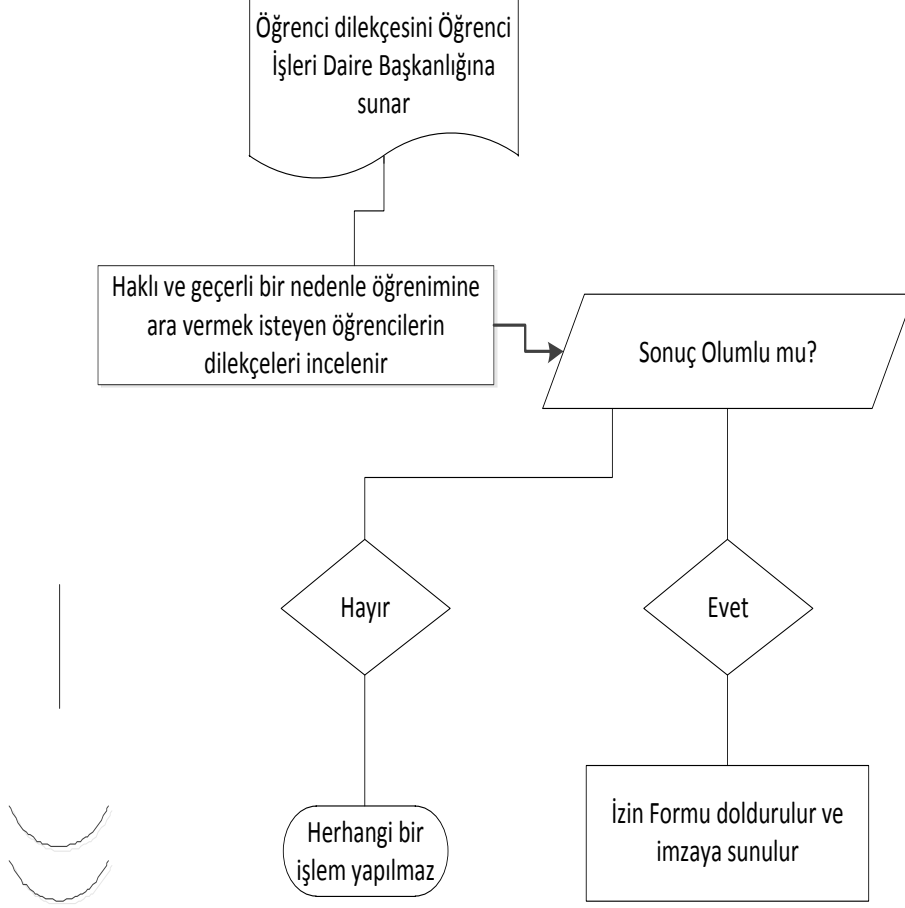 Öğrenci dilekçesini Öğrenci
İşleri Daire Başkanlığına
sunar
Haklı ve geçerli bir nedenle öğrenimine
ara vermek isteyen öğrencilerin
dilekçeleri incelenir
Sonuç Olumlu mu?
Hayır
Evet
Herhangi bir
işlem yapılmaz
İzin Formu doldurulur ve
imzaya sunulur